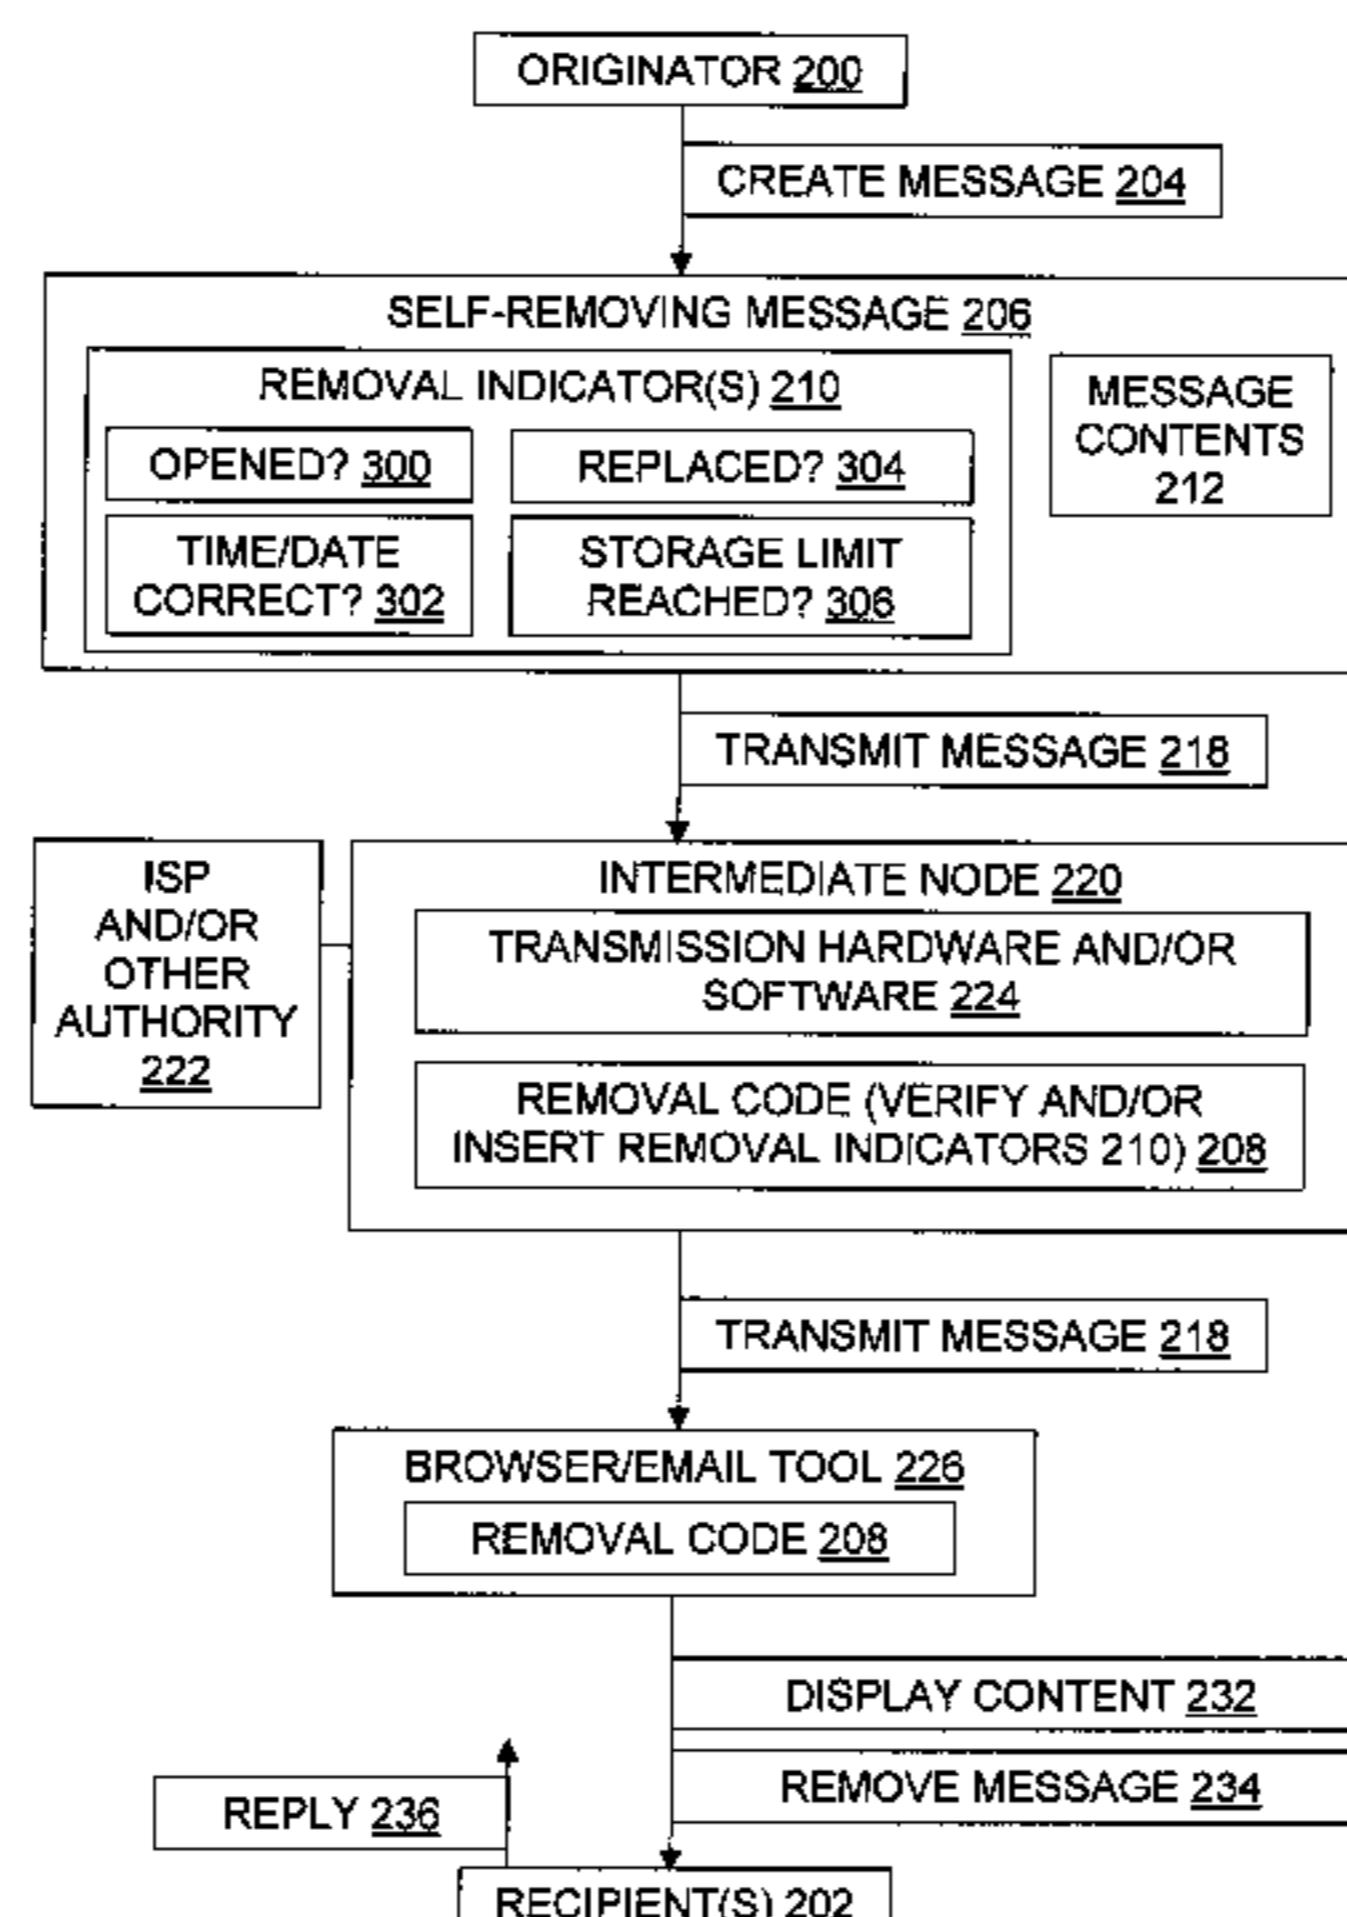 ORIGINATOR 200
CREATE MESSAGE 204
SELF-REMOVING MESSAGE 206
REMOVAL INDICATOR(S) 210
OPENED? 300
REPLACED? 304
TIME/DATE
CORRECT? 302
STORAGE LIMIT
REACHED? 306
MESSAGE
CONTENTS
212
TRANSMIT MESSAGE 218
ISP
AND/OR
OTHER
AUTHORITY
222
INTERMEDIATE NODE 220
TRANSMISSION HARDWARE AND/OR
SOFTWARE 224
REMOVAL CODE (VERIFY AND/OR
INSERT REMOVAL INDICATORS 210) 208
TRANSMIT MESSAGE 218
BROWSER/EMAIL TOOL 226
REMOVAL CODE 208
DISPLAY CONTENT 232
REMOVE MESSAGE 234
REPLY 236
RECIPIENT(S) 202